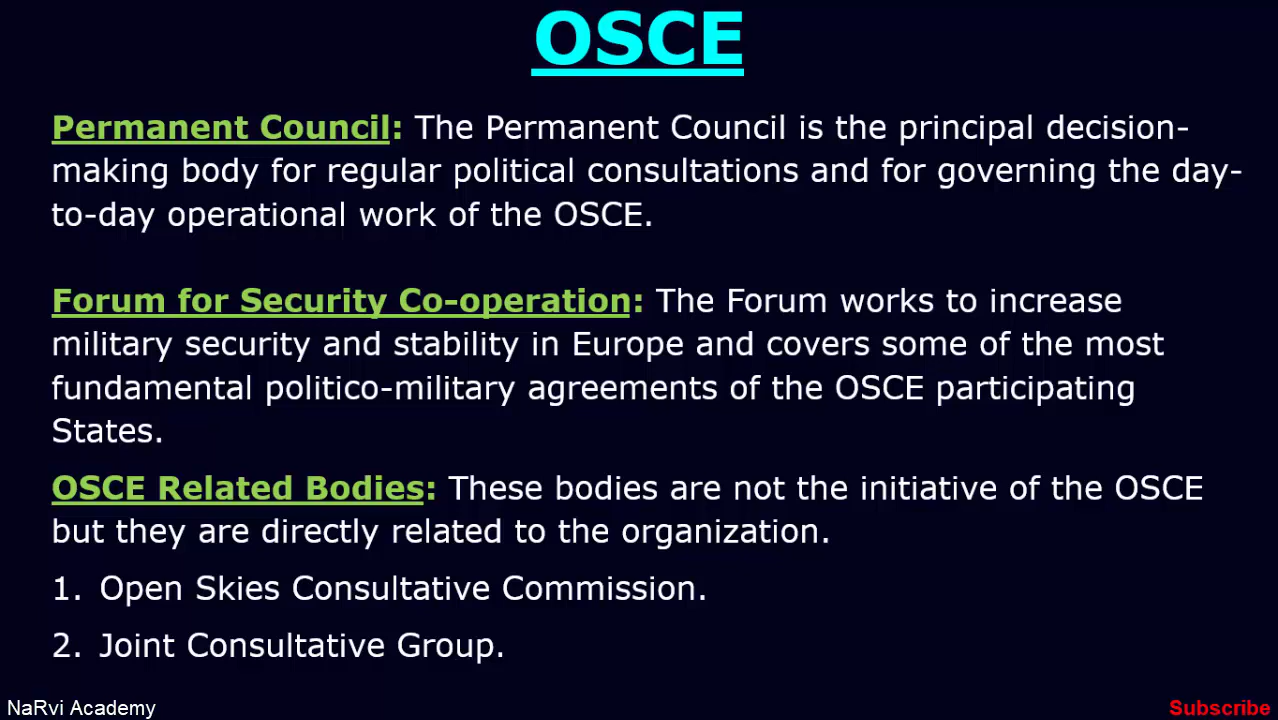 OSCE
Permanent Council: The Permanent Council is the principal decision-
making body for regular political consultations and for governing the day-
to-day operational work of the OSCE.
Forum for Security Co-operation: The Forum works to increase
military security and stability in Europe and covers some of the most
fundamental politico-military agreements of the OSCE participating
States.
OSCE Related Bodies: These bodies are not the initiative of the OSCE
but they are directly related to the organization.
1. Open Skies Consultative Commission.
2. Joint Consultative Group.
NaRvi Academy
Subscribe